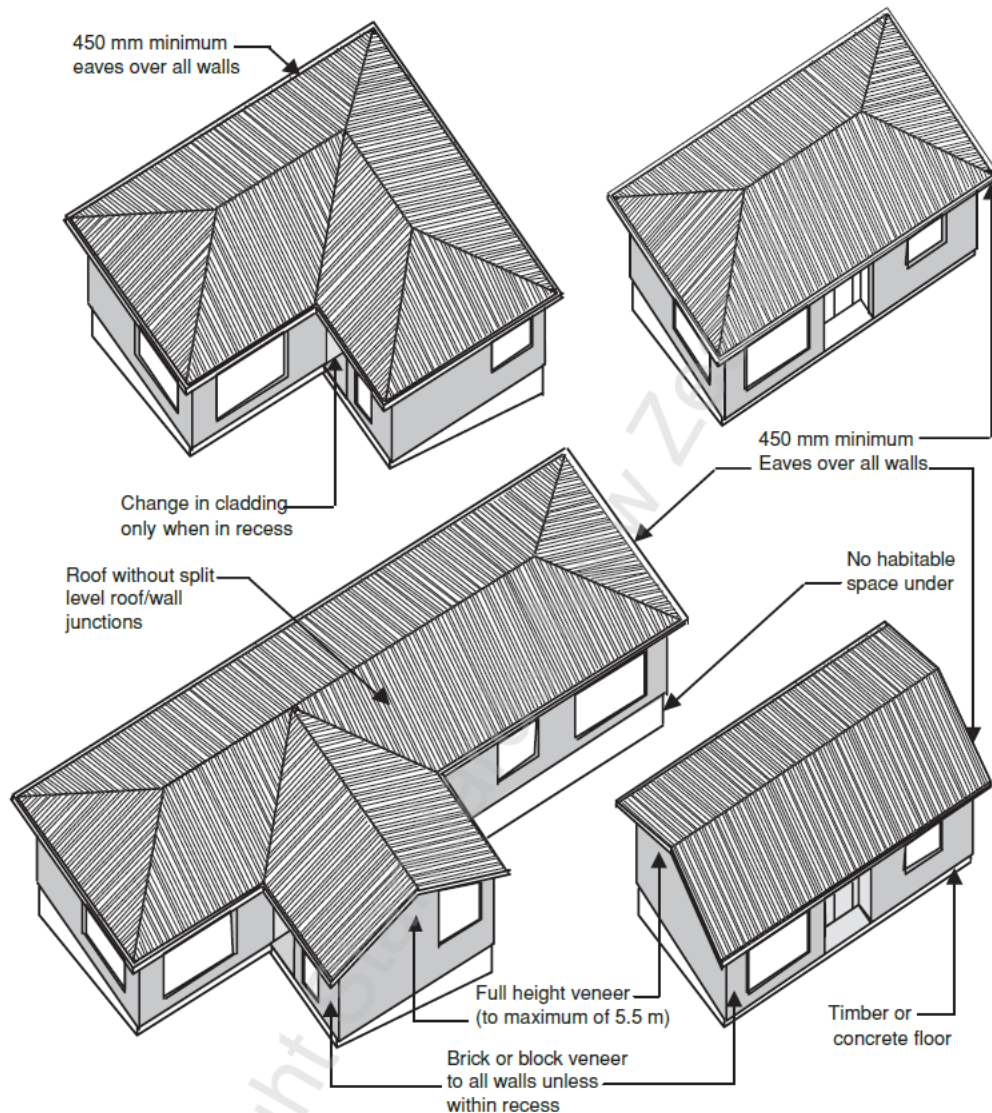 450 mm minimum
eaves over all walls
450 mm minimum
Eaves over all walls
Change in cladding
only when in recess
Roof without split
level roof/wall
junctions
No habitable
space under
Full height veneer
(to maximum of 5.5 m)
Timber or
concrete floor
Brick or block veneer
to all walls unless
within recess